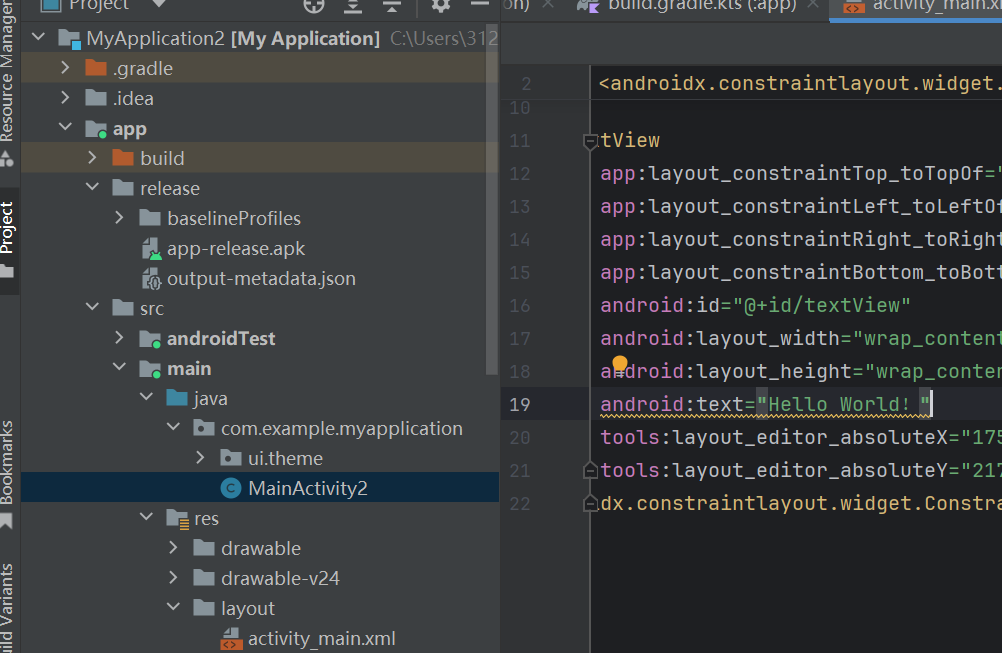 Project
on)
build.gradle.kts (:app)
activity_main.xm
Resource Manager
Project
Bookmarks
ild Variants
MyApplication2 [My Application] C:\Users\312
.gradle
.idea
app
build
release
baselineProfiles
app-release.apk
output-metadata.json
src
androidTest
main
java
com.example.myapplication
ui.theme
MainActivity2
res
drawable
drawable-v24
layout
activity_main.xml
2 <androidx.constraintlayout.widget.
10
11 tView
12 app:layout_constraintTop_toTopOf="
13 app:layout_constraintLeft_toLeftOf
14 app:layout_constraintRight_toRight
15 app:layout_constraintBottom_toBott
16 android:id="@+id/textView"
17 android:layout_width="wrap_content
18 android:layout_height="wrap_conten
19 android:text="Hello World! "
20 tools:layout_editor_absoluteX="175
21 tools:layout_editor_absoluteY="217
22 dx.constraintlayout.widget.Constra